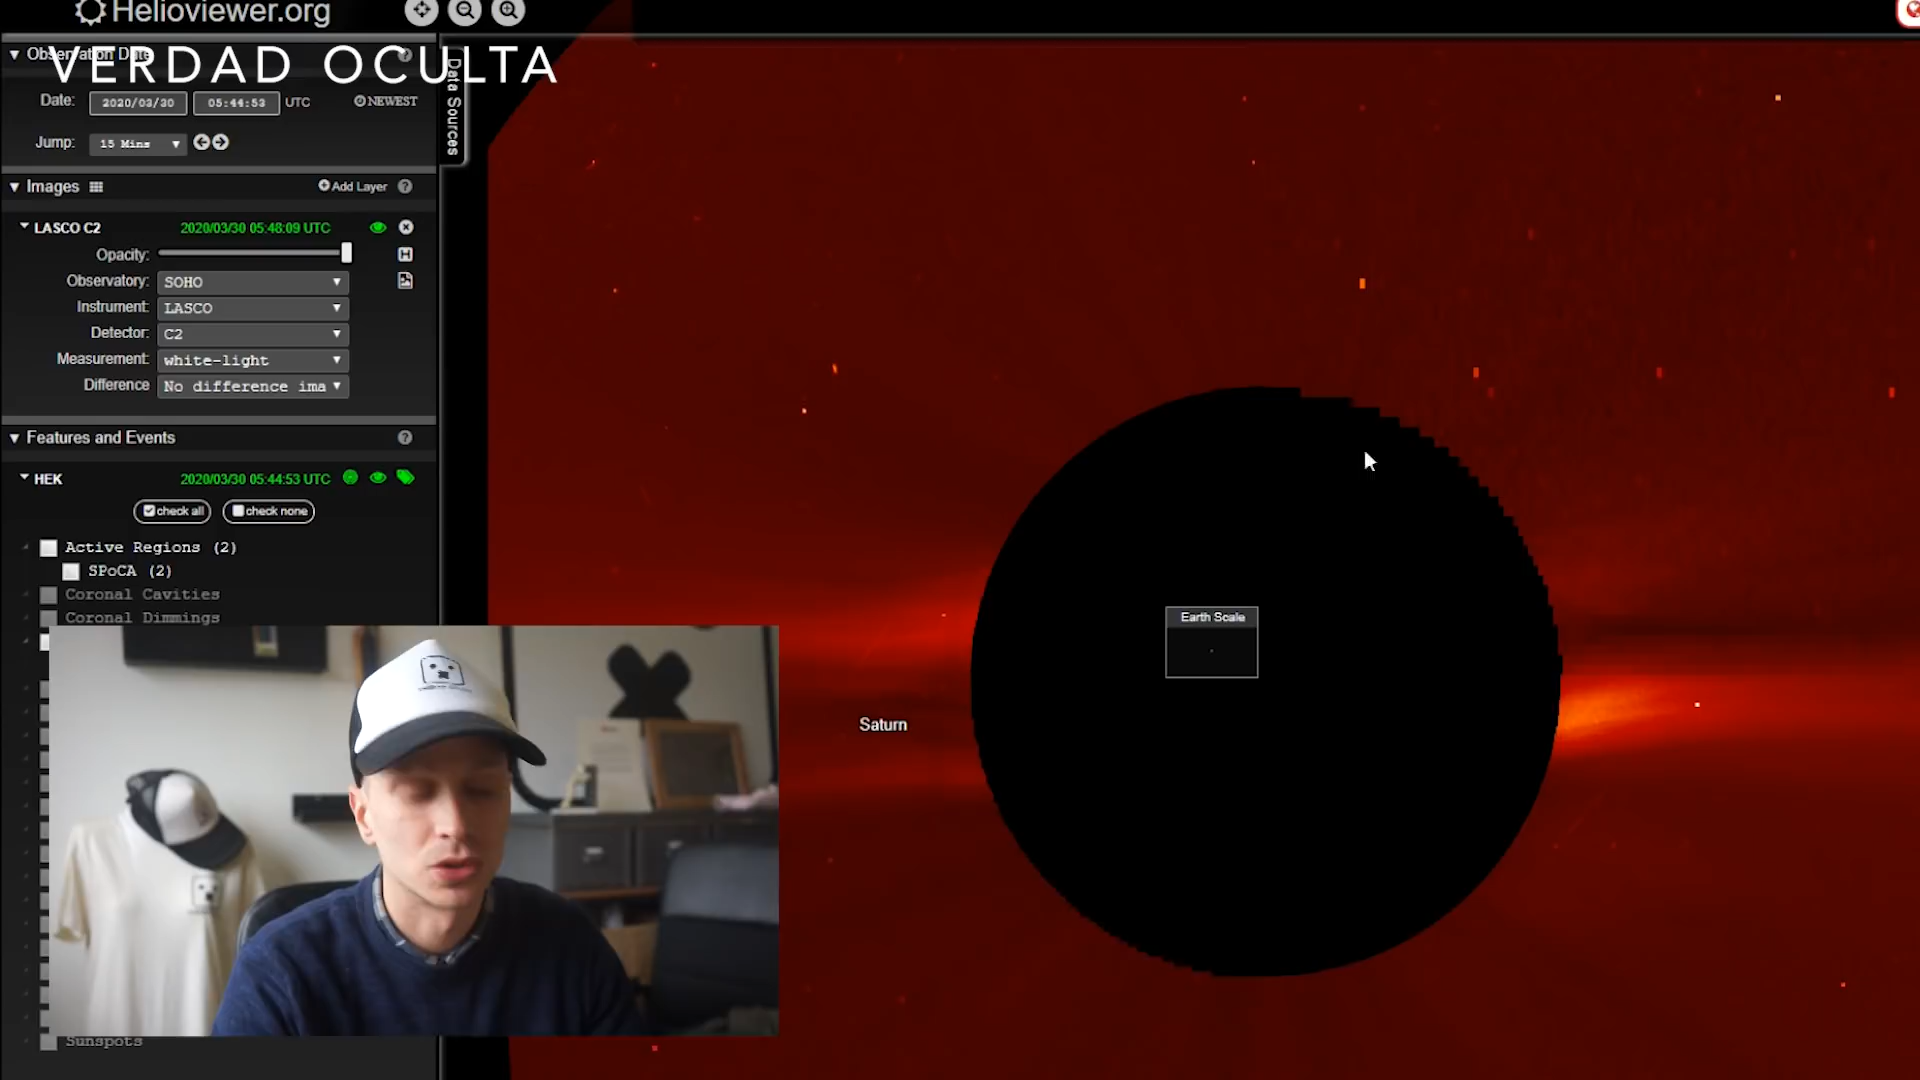 Helioviewer.org
VERDAD OCULTA
Observation Date
Data Sources
Date: 2020/03/30 05:44:53 UTC NEWEST
Jump: 15 Mins
Images Add Layer
LASCO C2 2020/03/30 05:48:09 UTC
Opacity:
Observatory: SOHO
Instrument: LASCO
Detector: C2
Measurement: white-light
Difference No difference ima
Features and Events
HEK 2020/03/30 05:44:53 UTC
check all check none
Active Regions (2)
SPoCA (2)
Coronal Cavities
Coronal Dimmings
Sunspots
Earth Scale
Saturn